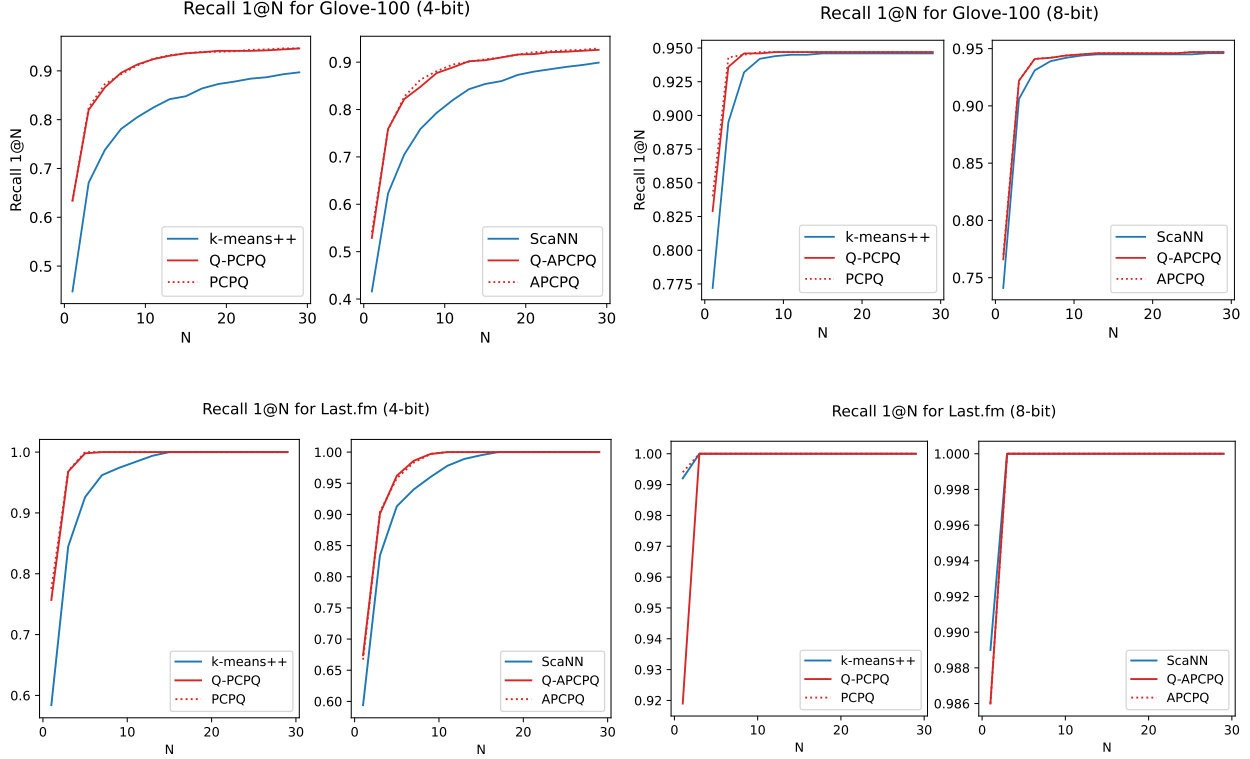 Recall 1@N for Glove-100 (4-bit)
Recall 1@N
0.9
0.8
0.7
0.6
0.5
0 10 20 30
N
k-means++
Q-PCPQ
PCPQ
0.9
0.8
0.7
0.6
0.5
0.4
0 10 20 30
N
ScaNN
Q-APCPQ
APCPQ
Recall 1@N for Glove-100 (8-bit)
Recall 1@N
0.950
0.925
0.900
0.875
0.850
0.825
0.800
0.775
0 10 20 30
N
k-means++
Q-PCPQ
PCPQ
0.95
0.90
0.85
0.80
0.75
0 10 20 30
N
ScaNN
Q-APCPQ
APCPQ
Recall 1@N for Last.fm (4-bit)
1.0
0.9
0.8
0.7
0.6
0 10 20 30
N
k-means++
Q-PCPQ
PCPQ
1.00
0.95
0.90
0.85
0.80
0.75
0.70
0.65
0.60
0 10 20 30
N
ScaNN
Q-APCPQ
APCPQ
Recall 1@N for Last.fm (8-bit)
1.00
0.99
0.98
0.97
0.96
0.95
0.94
0.93
0.92
0 10 20 30
N
k-means++
Q-PCPQ
PCPQ
1.000
0.998
0.996
0.994
0.992
0.990
0.988
0.986
0 10 20 30
N
ScaNN
Q-APCPQ
APCPQ